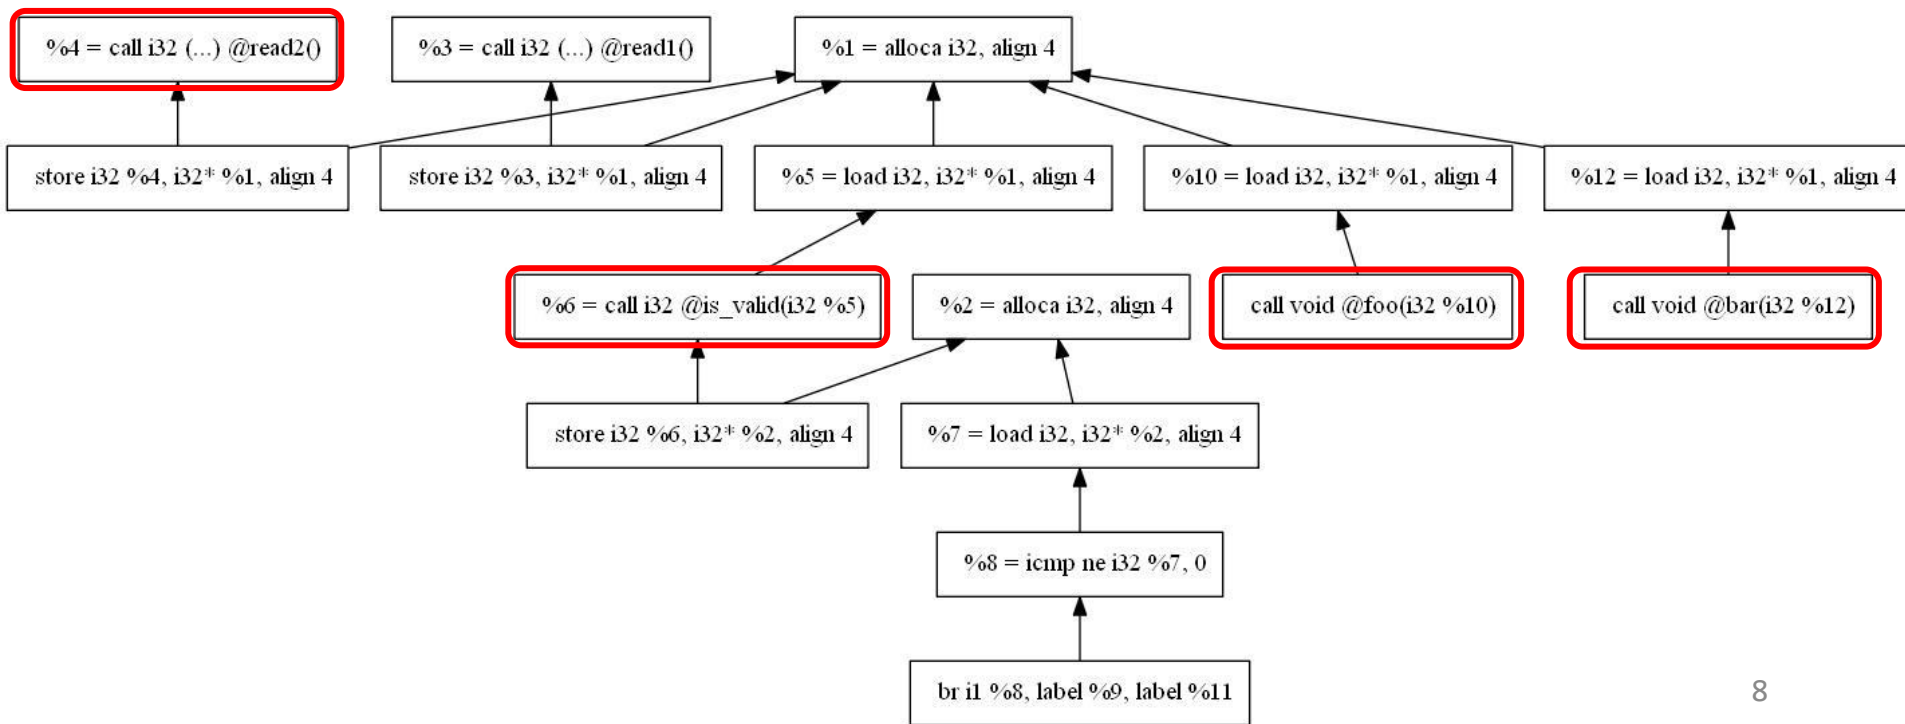 %4 = call i32 (...) @read2()
%3 = call i32 (...) @read1()
%1 = alloca i32, align 4
store i32 %4, i32* %1, align 4
store i32 %3, i32* %1, align 4
%5 = load i32, i32* %1, align 4
%10 = load i32, i32* %1, align 4
%12 = load i32, i32* %1, align 4
%6 = call i32 @is_valid(i32 %5)
%2 = alloca i32, align 4
call void @foo(i32 %10)
call void @bar(i32 %12)
store i32 %6, i32* %2, align 4
%7 = load i32, i32* %2, align 4
%8 = icmp ne i32 %7, 0
br i1 %8, label %9, label %11
8